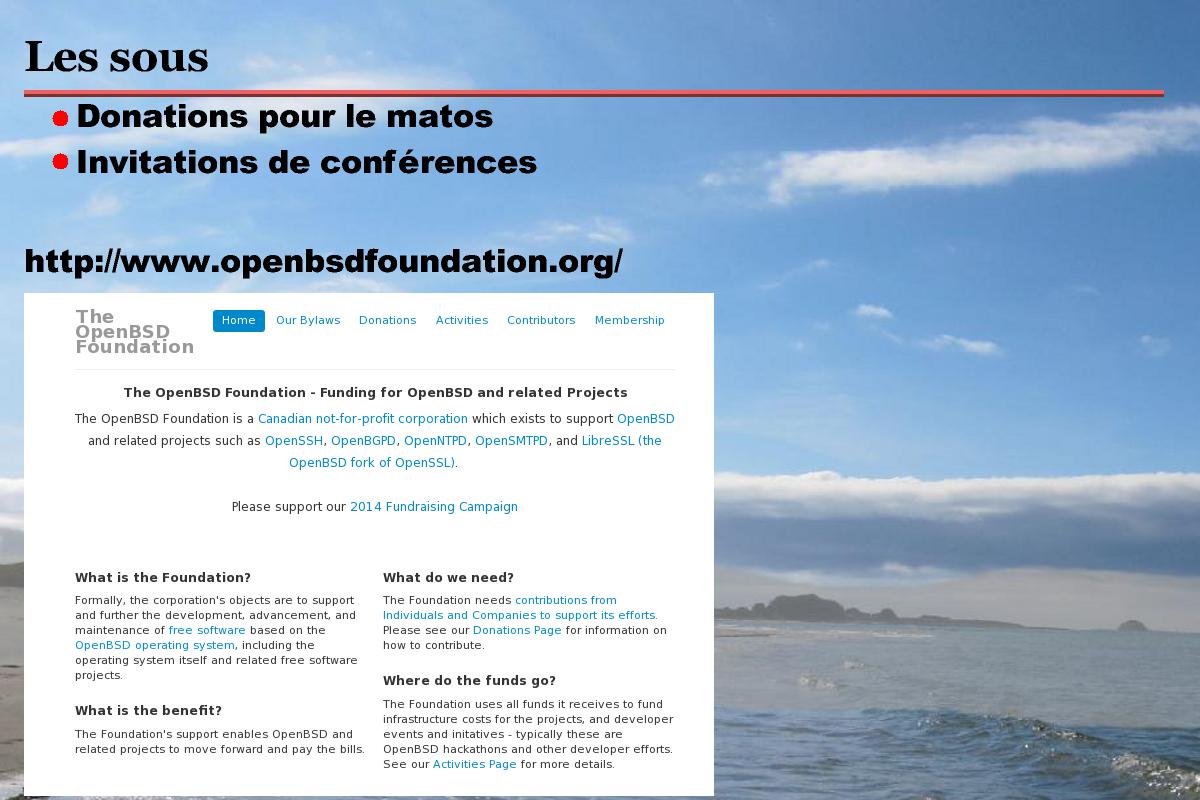 Les sous
Donations pour le matos
Invitations de conférences
http://www.openbsdfoundation.org/
The
OpenBSD
Foundation
Home Our Bylaws Donations Activities Contributors Membership
The OpenBSD Foundation - Funding for OpenBSD and related Projects
The OpenBSD Foundation is a Canadian not-for-profit corporation which exists to support OpenBSD
and related projects such as OpenSSH, OpenBGPD, OpenNTPD, OpenSMTPD, and LibreSSL (the
OpenBSD fork of OpenSSL).
Please support our 2014 Fundraising Campaign
What is the Foundation?
Formally, the corporation's objects are to support
and further the development, advancement, and
maintenance of free software based on the
OpenBSD operating system, including the
operating system itself and related free software
projects.
What is the benefit?
The Foundation's support enables OpenBSD and
related projects to move forward and pay the bills.
What do we need?
The Foundation needs contributions from
Individuals and Companies to support its efforts.
Please see our Donations Page for information on
how to contribute.
Where do the funds go?
The Foundation uses all funds it receives to fund
infrastructure costs for the projects, and developer
events and initatives - typically these are
OpenBSD hackathons and other developer efforts.
See our Activities Page for more details.